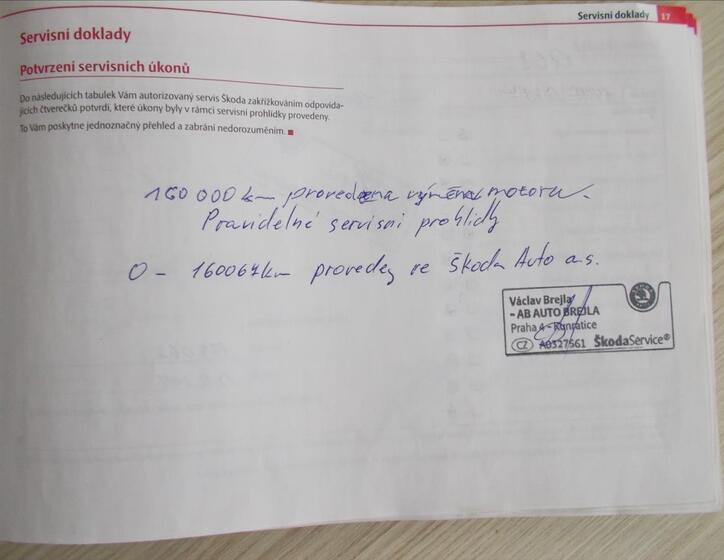 Servisní doklady 17
Servisní doklady
Potvrzení servisních úkonů
Do následujících tabulek Vám autorizovaný servis Škoda zakřížkováním odpovída-
jících čtverečků potvrdí, které úkony byly v rámci servisní prohlídky provedeny.
To Vám poskytne jednoznačný přehled a zabrání nedorozuměním.
160 000 km provedena výměna motoru.
Pravidelné servisní prohlidy
0 - 160067km provedeny ve Škoda Auto a.s.
Václav Brejla
- AB AUTO BREJLA
Praha 4 - Kunratice
CZ A0327561 ŠkodaService®